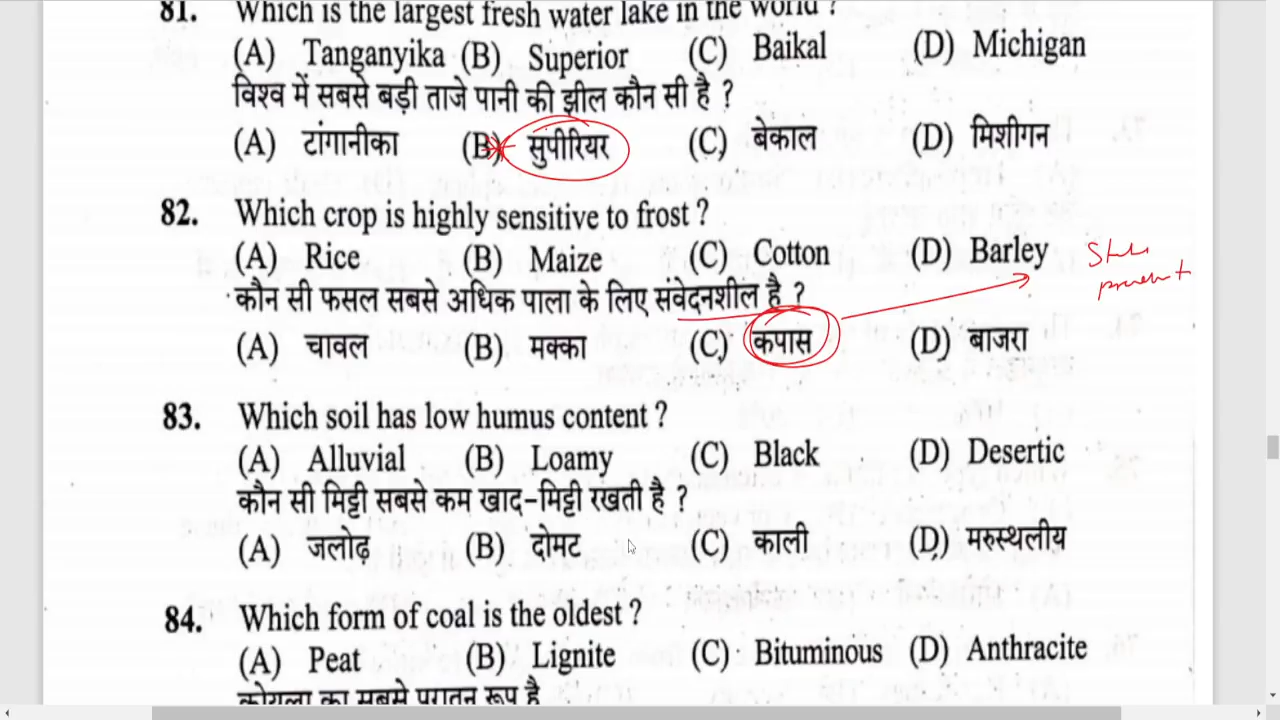 81. Which is the largest fresh water lake in the world ?
(A) Tanganyika (B) Superior (C) Baikal (D) Michigan
विश्व में सबसे बड़ी ताजे पानी की झील कौन सी है ?
(A) टांगानीका (B) सुपीरियर (C) बेकाल (D) मिशीगन
82. Which crop is highly sensitive to frost ?
(A) Rice (B) Maize (C) Cotton (D) Barley
कौन सी फसल सबसे अधिक पाला के लिए संवेदनशील है ?
(A) चावल (B) मक्का (C) कपास (D) बाजरा
83. Which soil has low humus content ?
(A) Alluvial (B) Loamy (C) Black (D) Desertic
कौन सी मिट्टी सबसे कम खाद-मिट्टी रखती है ?
(A) जलोढ़ (B) दोमट (C) काली (D) मरुस्थलीय
84. Which form of coal is the oldest ?
(A) Peat (B) Lignite (C) Bituminous (D) Anthracite
कोयला का सबसे पुरातन रूप है